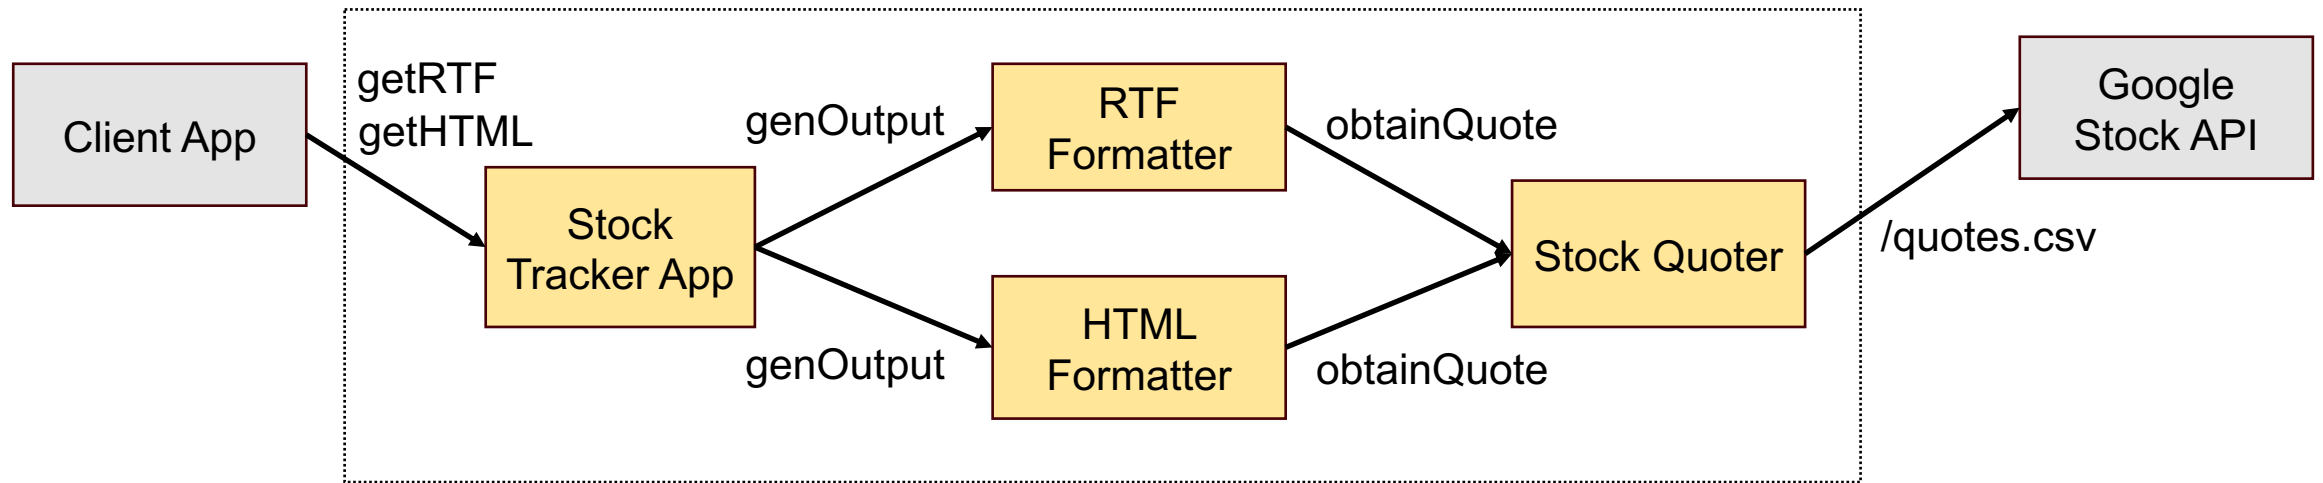 Client App
getRTF
getHTML
Stock
Tracker App
genOutput
genOutput
RTF
Formatter
HTML
Formatter
obtainQuote
obtainQuote
Stock Quoter
/quotes.csv
Google
Stock API